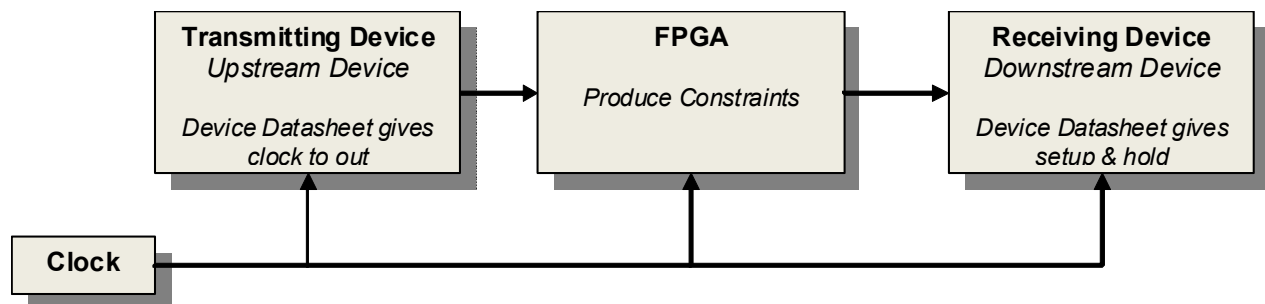 Transmitting Device
Upstream Device
Device Datasheet gives
clock to out
FPGA
Produce Constraints
Receiving Device
Downstream Device
Device Datasheet gives
setup & hold
Clock